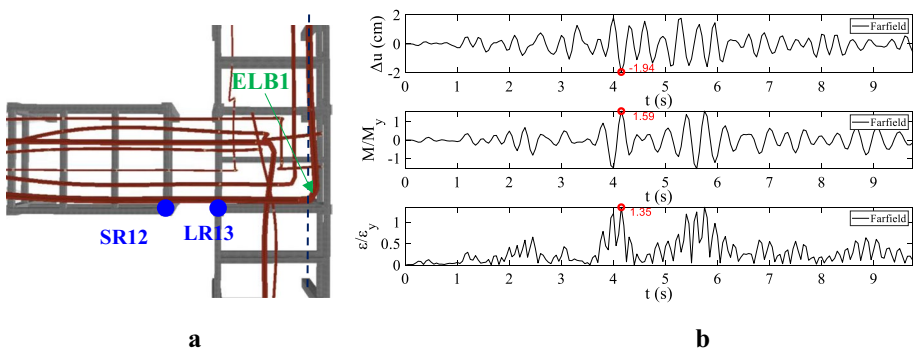 a
ELB1
SR12
LR13
a
b
2
0
-2
Δu (cm)
Farfield
-1.94
0 1 2 3 4 5 6 7 8 9
t (s)
1
0
-1
M/My
Farfield
1.59
0 1 2 3 4 5 6 7 8 9
t (s)
1
0.5
0
ε/εy
Farfield
1.35
0 1 2 3 4 5 6 7 8 9
t (s)
b